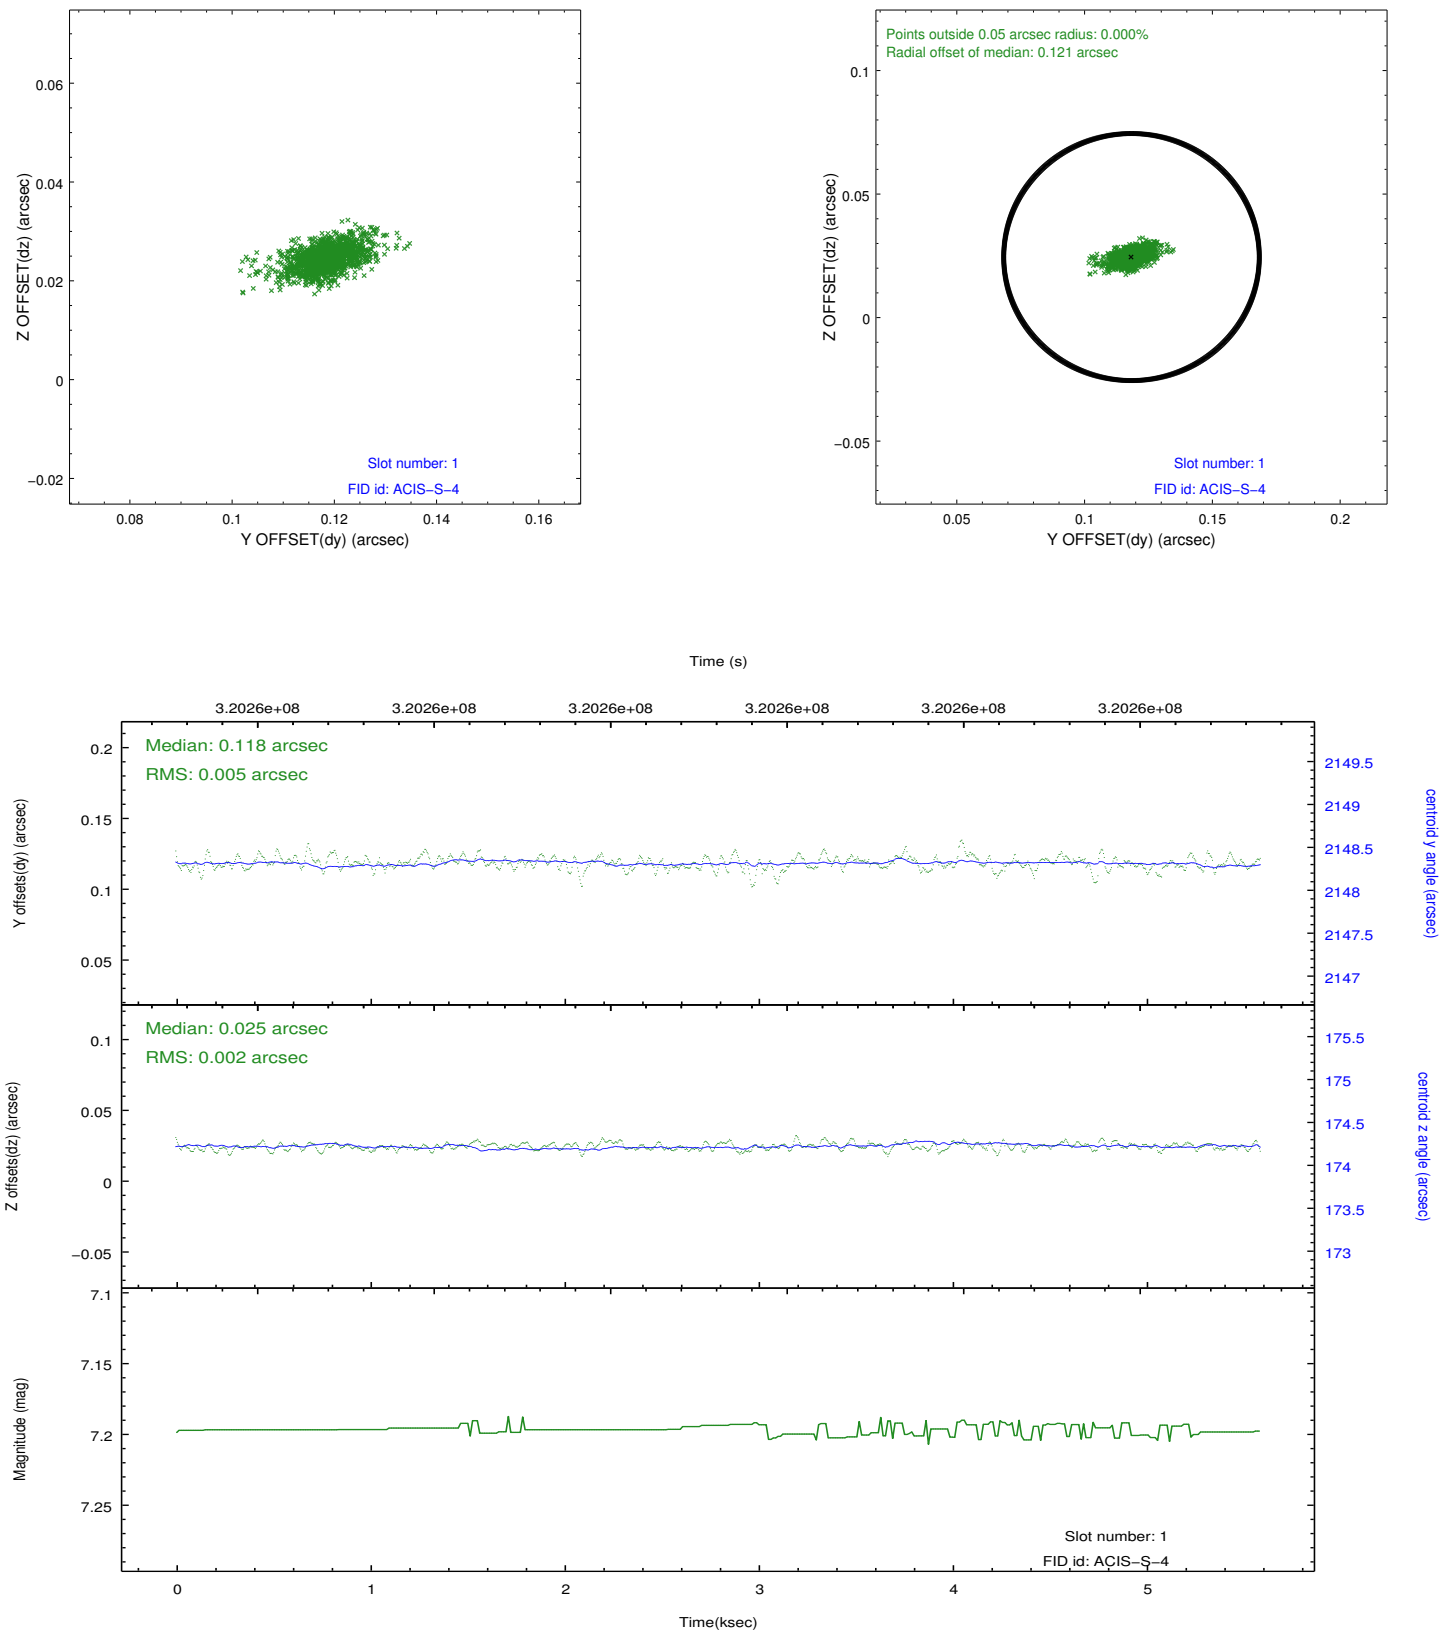 0.06
0.04
0.02
0
−0.02
Z OFFSET(dz) (arcsec)
Slot number: 1
FID id: ACIS−S−4
0.08 0.1 0.12 0.14 0.16
Y OFFSET(dy) (arcsec)
Points outside 0.05 arcsec radius: 0.000%
Radial offset of median: 0.121 arcsec
0.1
0.05
0
−0.05
Z OFFSET(dz) (arcsec)
Slot number: 1
FID id: ACIS−S−4
0.05 0.1 0.15 0.2
Y OFFSET(dy) (arcsec)
Time (s)
3.2026e+08 3.2026e+08 3.2026e+08 3.2026e+08 3.2026e+08 3.2026e+08
Median: 0.118 arcsec
RMS: 0.005 arcsec
0.2
0.15
0.1
0.05
Y offsets(dy) (arcsec)
2149.5
2149
2148.5
2148
2147.5
2147
centroid y angle (arcsec)
Median: 0.025 arcsec
RMS: 0.002 arcsec
0.1
0.05
0
−0.05
Z offsets(dz) (arcsec)
175.5
175
174.5
174
173.5
173
centroid z angle (arcsec)
7.1
7.15
7.2
7.25
Magnitude (mag)
Slot number: 1
FID id: ACIS−S−4
0 1 2 3 4 5
Time(ksec)